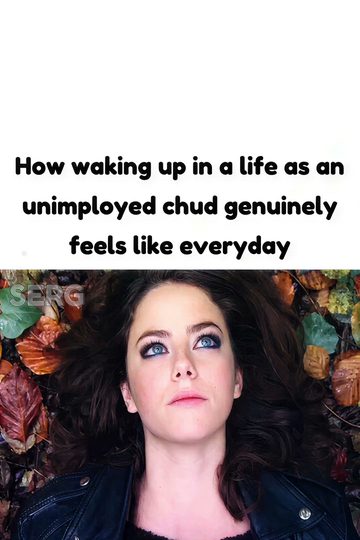 How waking up in a life as an
unimployed chud genuinely
feels like everyday
SERG